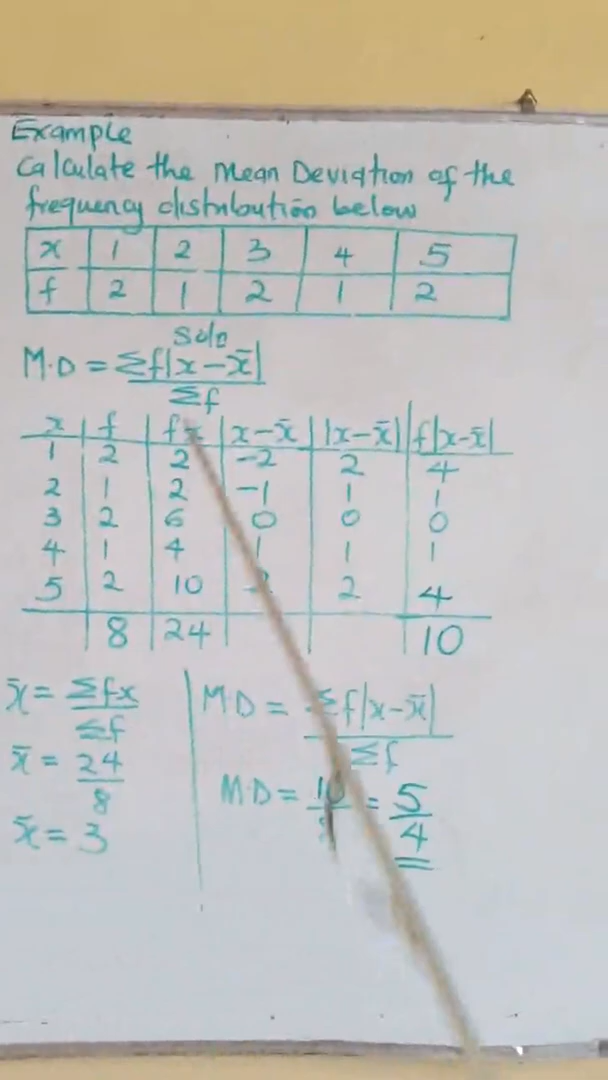 Example
Calculate the Mean Deviation of the
frequency distribution below
x 1 2 3 4 5
f 2 1 2 1 2
Soln
M.D = Σf|x-x̄|
Σf
x f fx x-x̄ |x-x̄| f|x-x̄|
1 2 2 -2 2 4
2 1 2 -1 1 1
3 2 6 0 0 0
4 1 4 1 1 1
5 2 10 2 4
8 24 10
x̄ = Σfx
Σf
x̄ = 24
8
x̄ = 3
M.D = Σf|x-x̄|
Σf
M.D = 10 = 5
4